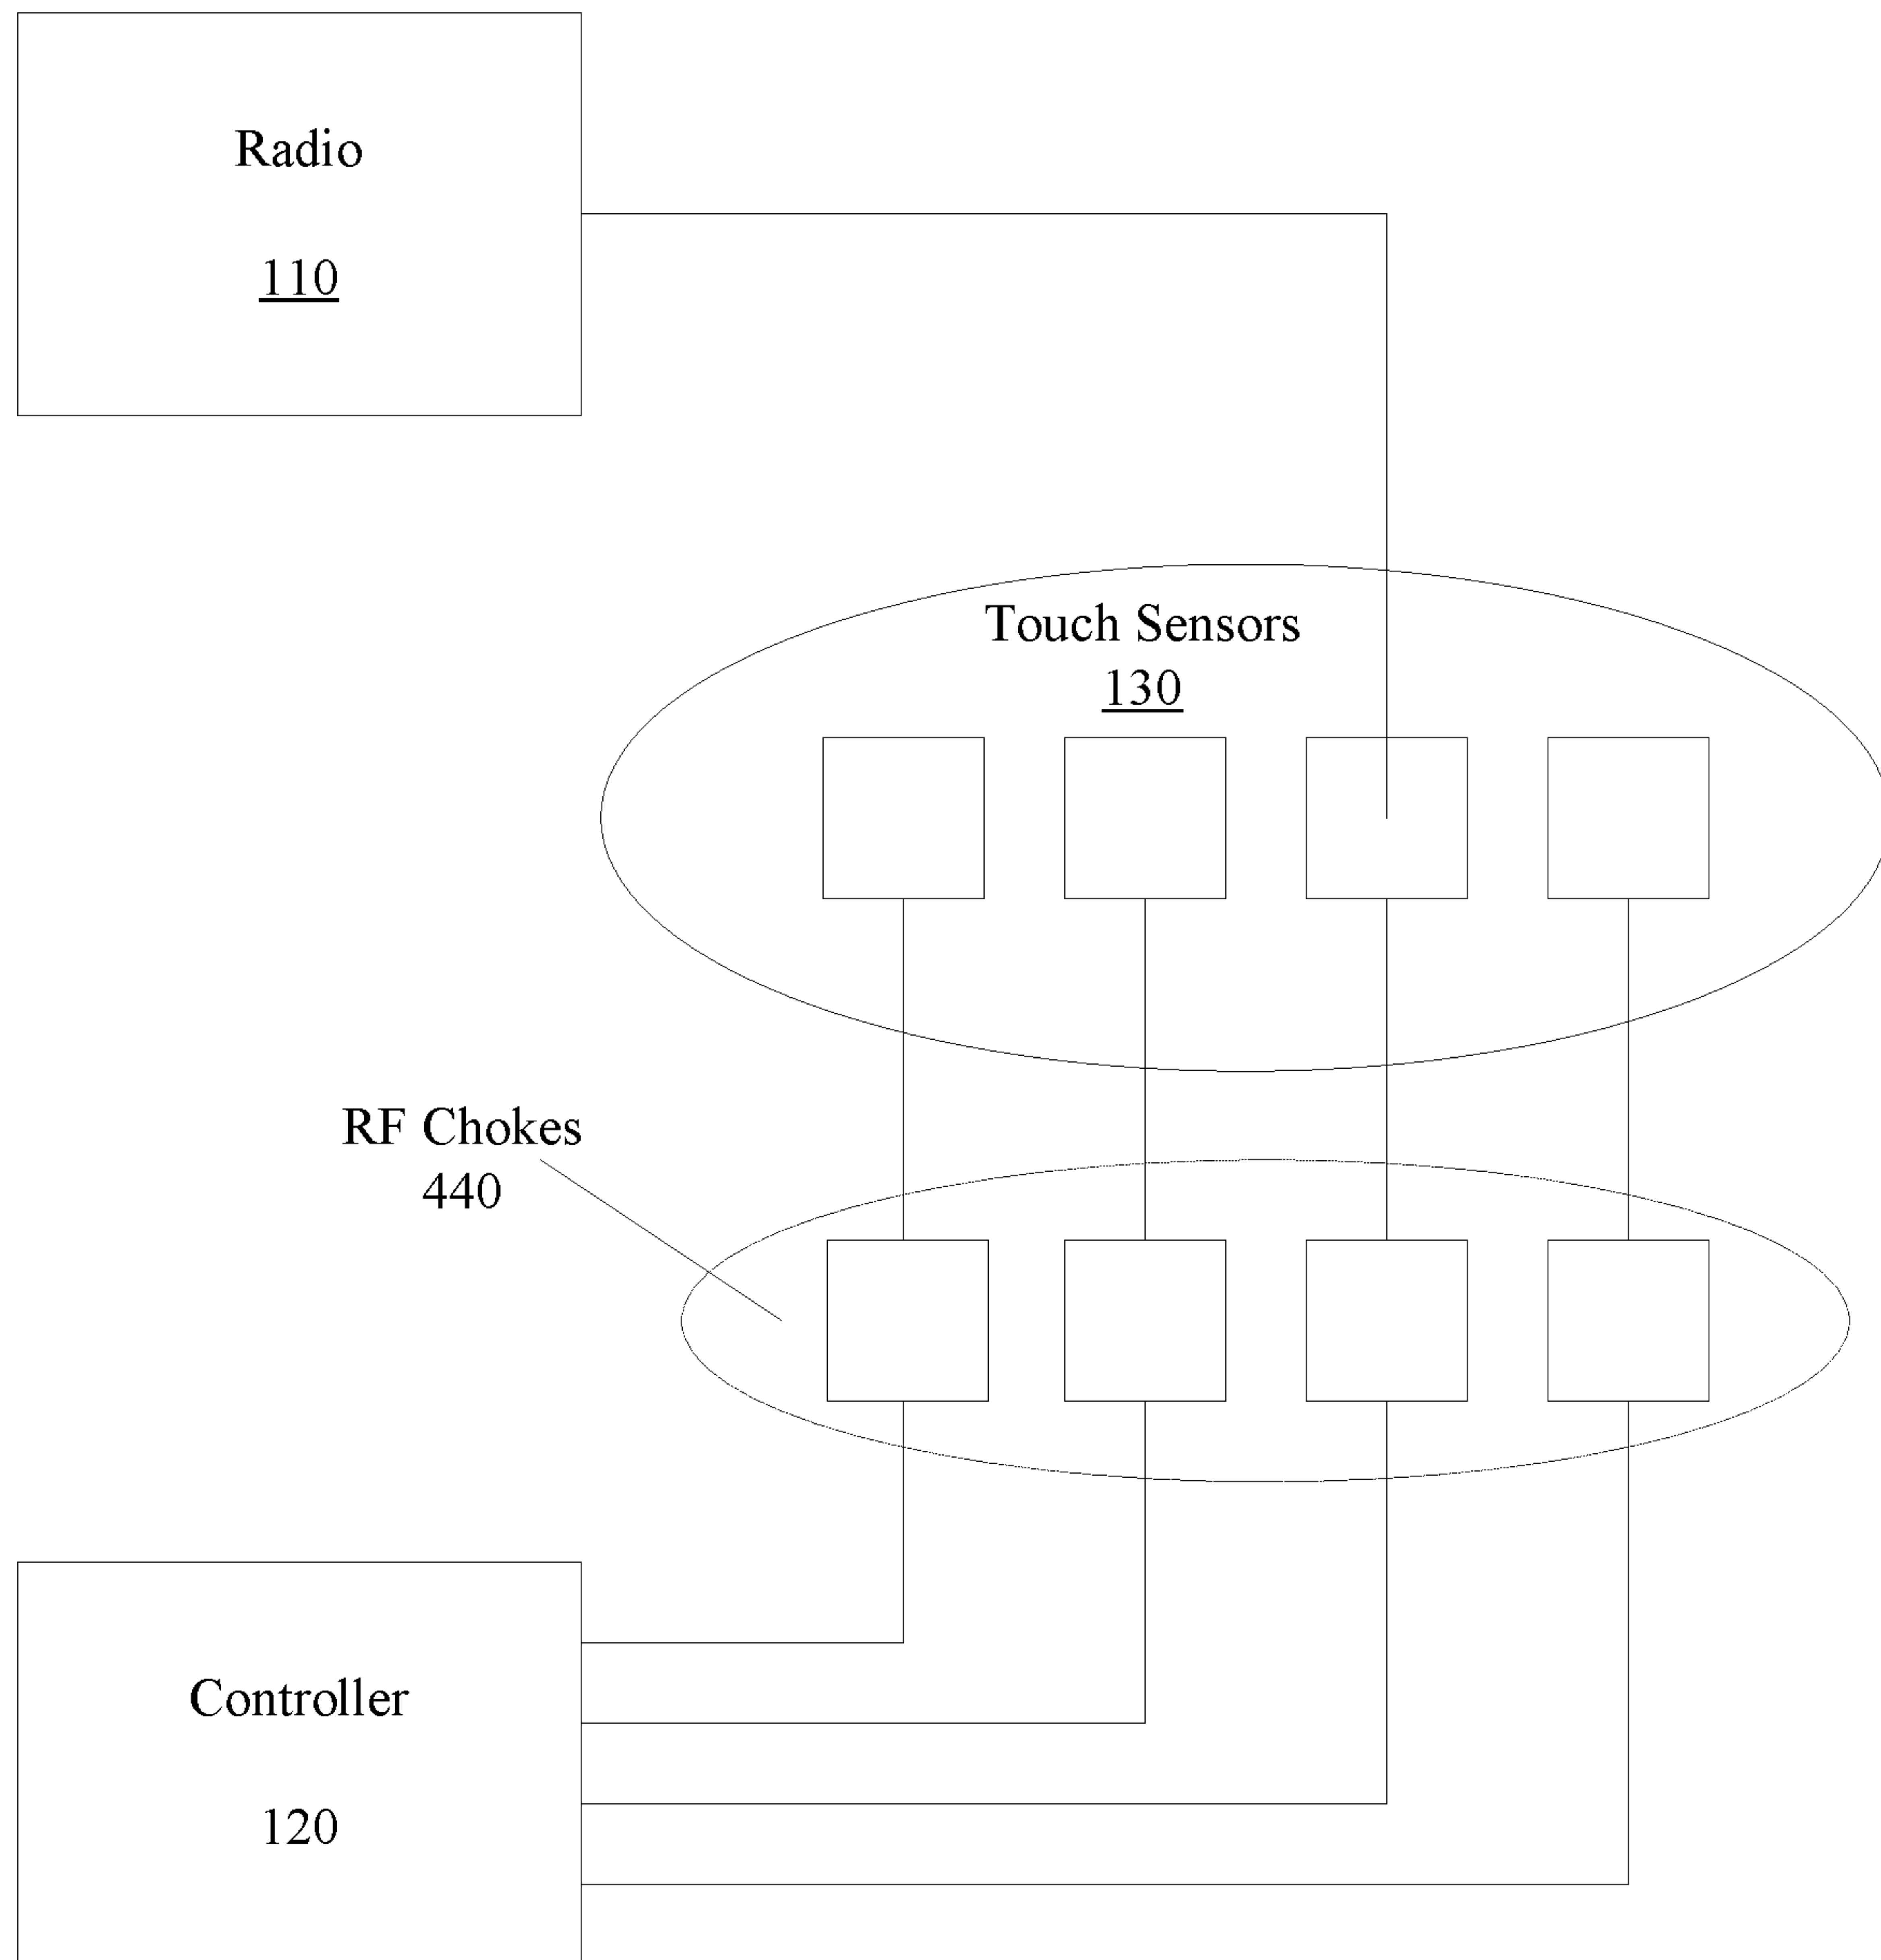 Radio
110
Touch Sensors
130
RF Chokes
440
Controller
120